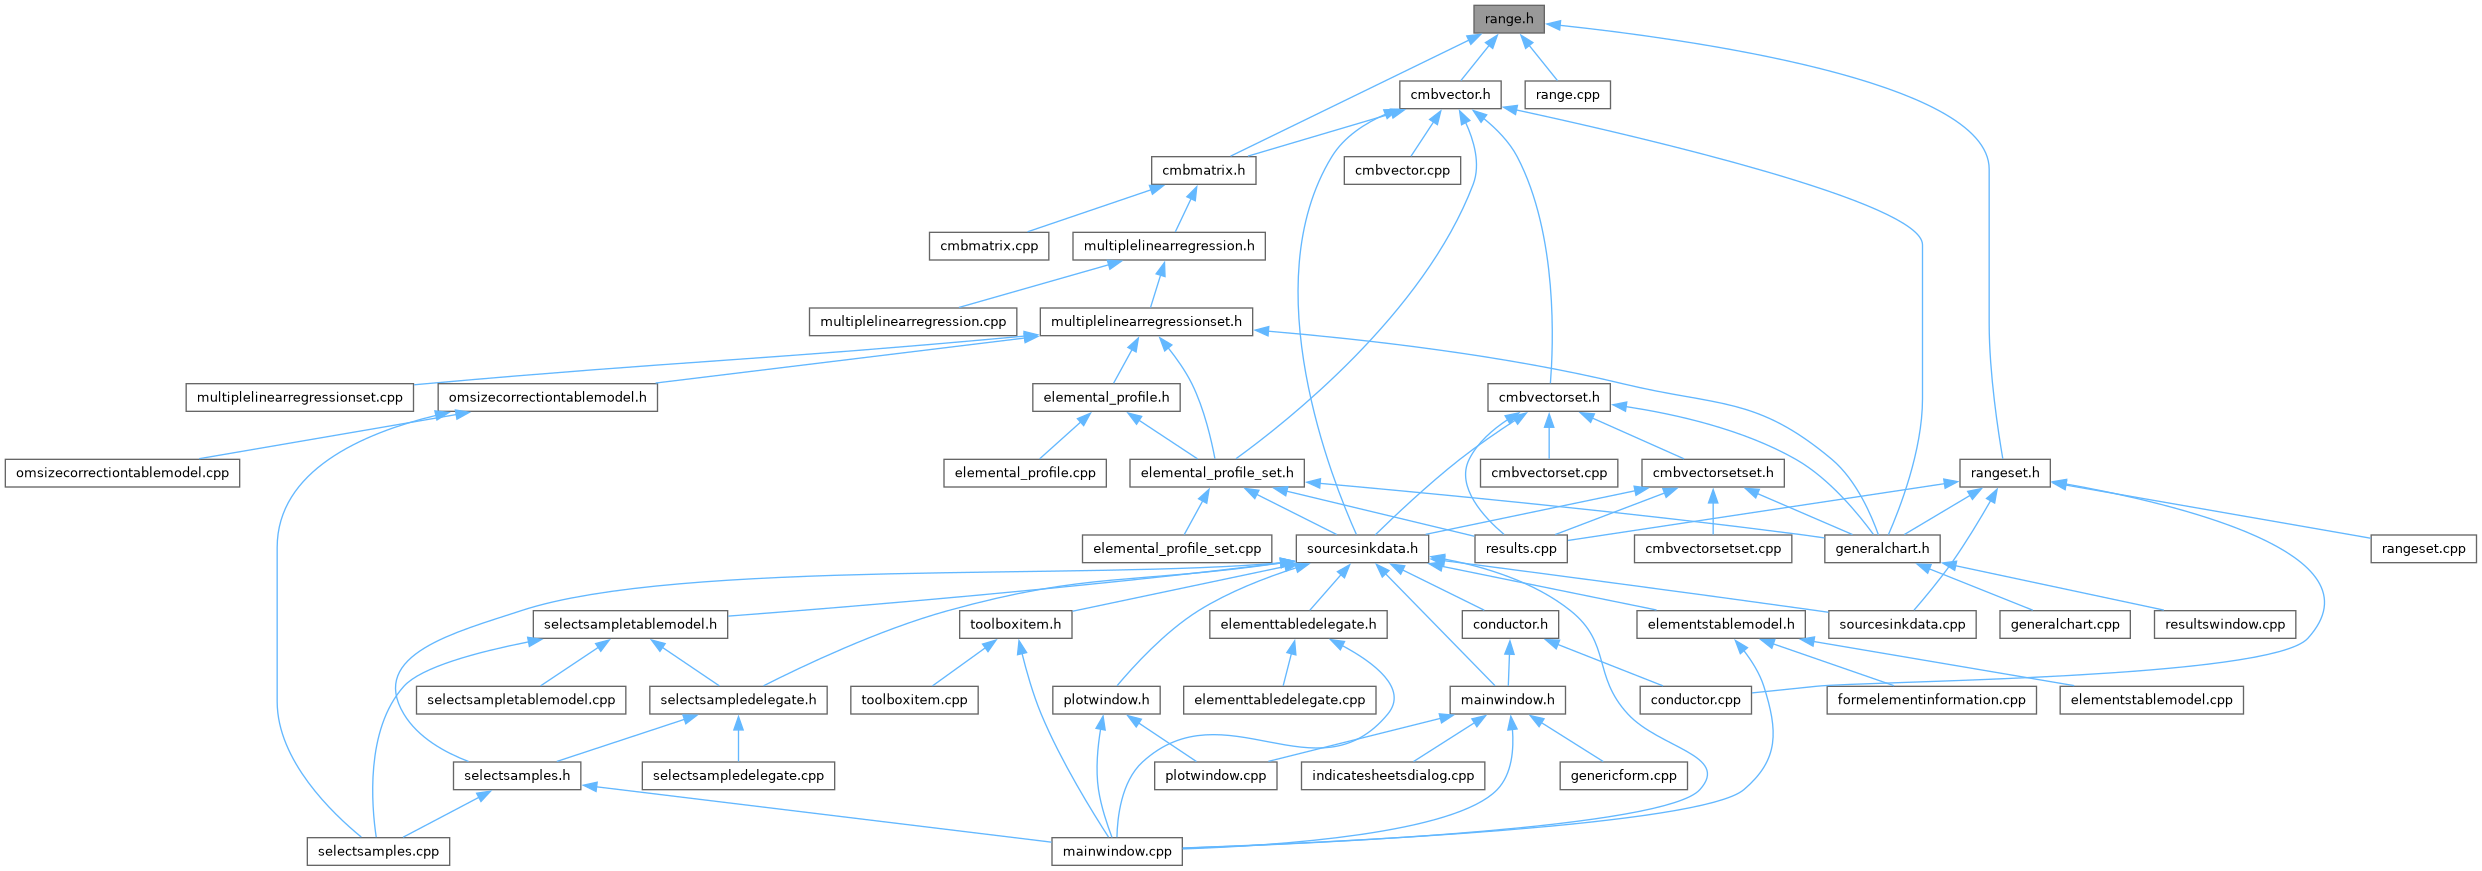 range.h
cmbvector.h
range.cpp
cmbmatrix.h
cmbvector.cpp
cmbmatrix.cpp
multiplelinearregression.h
multiplelinearregression.cpp
multiplelinearregressionset.h
multiplelinearregressionset.cpp
omsizecorrectiontablemodel.h
elemental_profile.h
cmbvectorset.h
omsizecorrectiontablemodel.cpp
elemental_profile.cpp
elemental_profile_set.h
cmbvectorset.cpp
cmbvectorsetset.h
rangeset.h
elemental_profile_set.cpp
sourcesinkdata.h
results.cpp
cmbvectorsetset.cpp
generalchart.h
rangeset.cpp
selectsampletablemodel.h
toolboxitem.h
elementtabledelegate.h
conductor.h
elementstablemodel.h
sourcesinkdata.cpp
generalchart.cpp
resultswindow.cpp
selectsampletablemodel.cpp
selectsampledelegate.h
toolboxitem.cpp
plotwindow.h
elementtabledelegate.cpp
mainwindow.h
conductor.cpp
formelementinformation.cpp
elementstablemodel.cpp
selectsamples.h
selectsampledelegate.cpp
plotwindow.cpp
indicatesheetsdialog.cpp
genericform.cpp
selectsamples.cpp
mainwindow.cpp